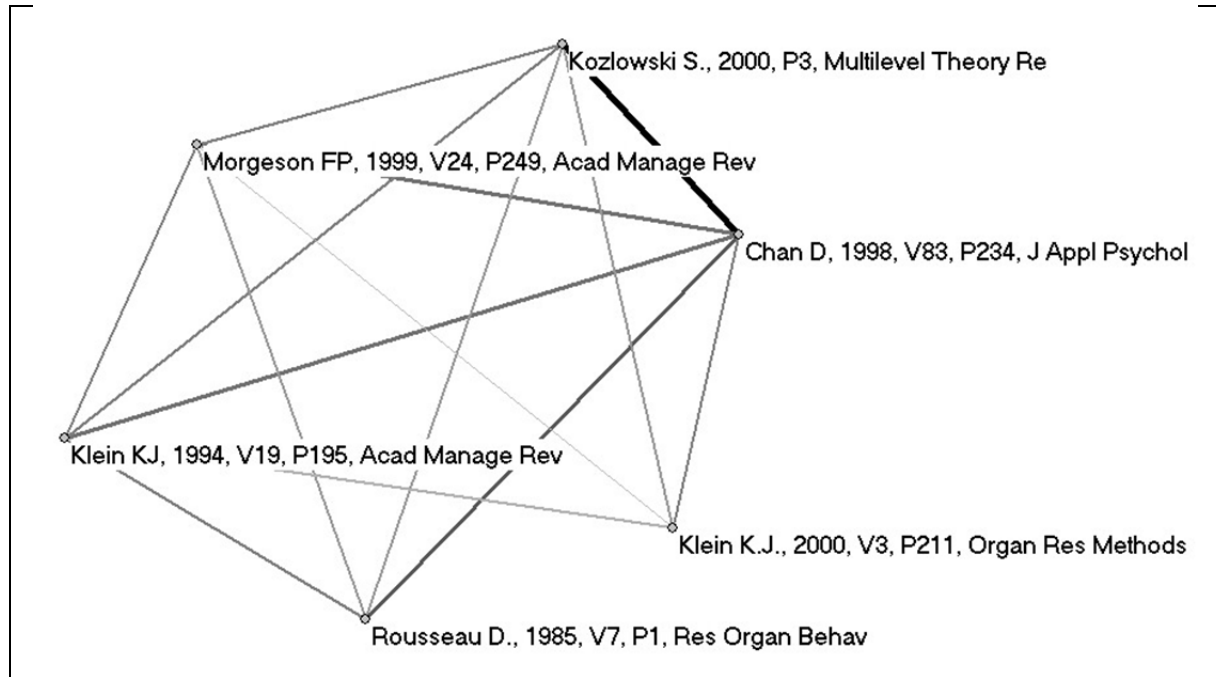 Kozlowski S., 2000, P3, Multilevel Theory Re
Morgeson FP, 1999, V24, P249, Acad Manage Rev
Chan D, 1998, V83, P234, J Appl Psychol
Klein KJ, 1994, V19, P195, Acad Manage Rev
Klein K.J., 2000, V3, P211, Organ Res Methods
Rousseau D., 1985, V7, P1, Res Organ Behav